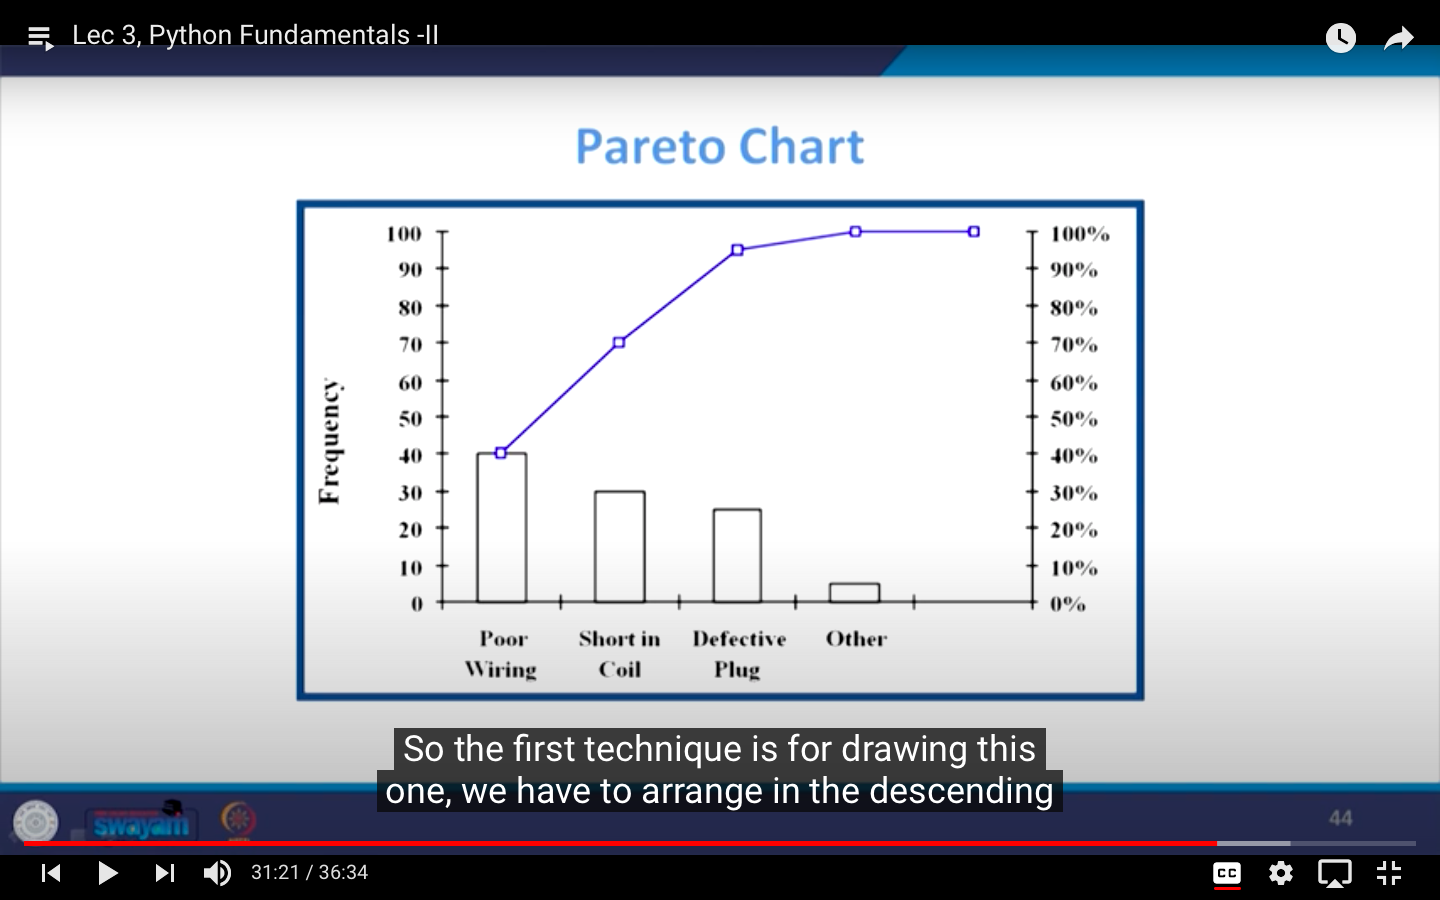 Lec 3, Python Fundamentals -II
Pareto Chart
Frequency
100
90
80
70
60
50
40
30
20
10
0
100%
90%
80%
70%
60%
50%
40%
30%
20%
10%
0%
Poor
Wiring
Short in
Coil
Defective
Plug
Other
So the first technique is for drawing this
one, we have to arrange in the descending
swayam
44
31:21 / 36:34
CC